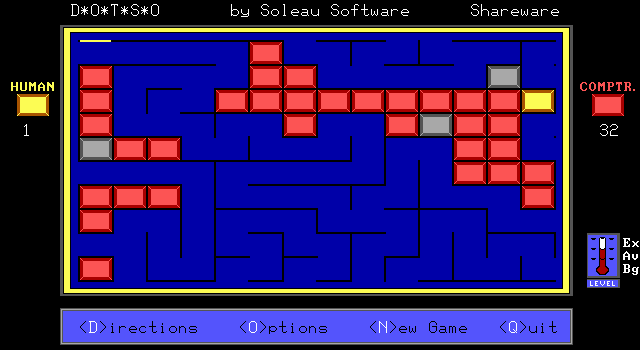 D*O*T*S*O by Soleau Software Shareware
HUMAN
1
COMPTR.
32
Ex
Av
Bg
LEVEL
<D>irections <O>ptions <N>ew Game <Q>uit